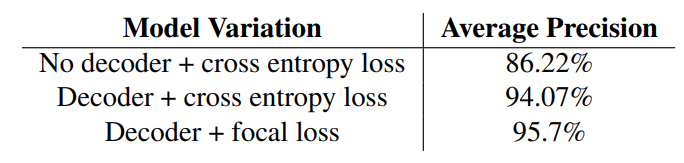 Model Variation Average Precision
No decoder + cross entropy loss 86.22%
Decoder + cross entropy loss 94.07%
Decoder + focal loss 95.7%